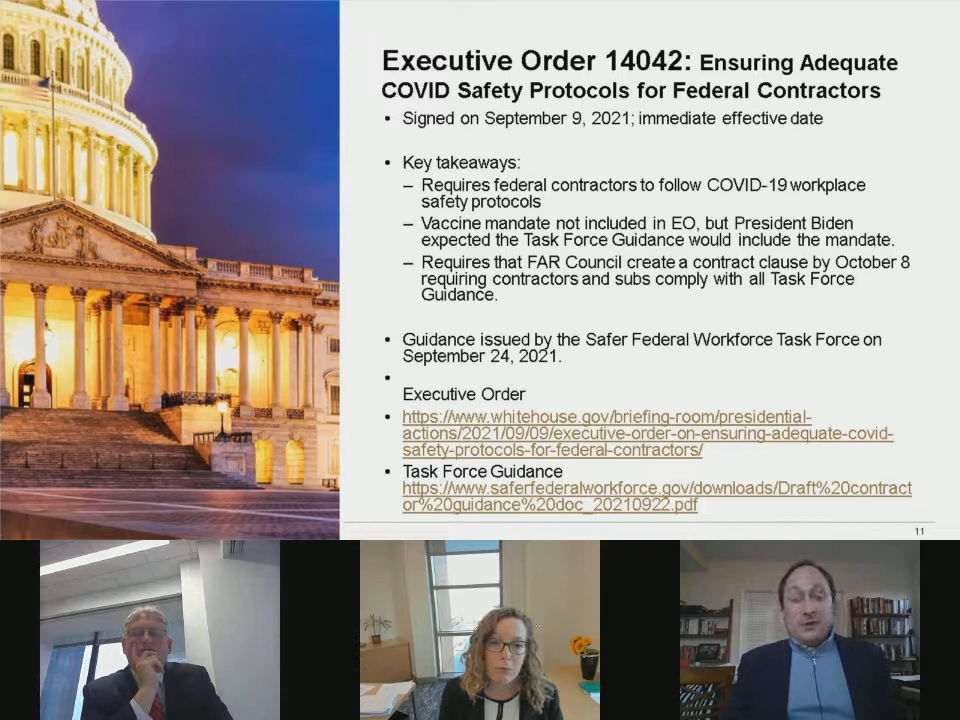 Executive Order 14042: Ensuring Adequate
COVID Safety Protocols for Federal Contractors
• Signed on September 9, 2021; immediate effective date
• Key takeaways:
– Requires federal contractors to follow COVID-19 workplace
safety protocols
– Vaccine mandate not included in EO, but President Biden
expected the Task Force Guidance would include the mandate.
– Requires that FAR Council create a contract clause by October 8
requiring contractors and subs comply with all Task Force
Guidance.
• Guidance issued by the Safer Federal Workforce Task Force on
September 24, 2021.
•
Executive Order
• https://www.whitehouse.gov/briefing-room/presidential-
actions/2021/09/09/executive-order-on-ensuring-adequate-covid-
safety-protocols-for-federal-contractors/
• Task Force Guidance
https://www.saferfederalworkforce.gov/downloads/Draft%20contract
or%20guidance%20doc_20210922.pdf
11